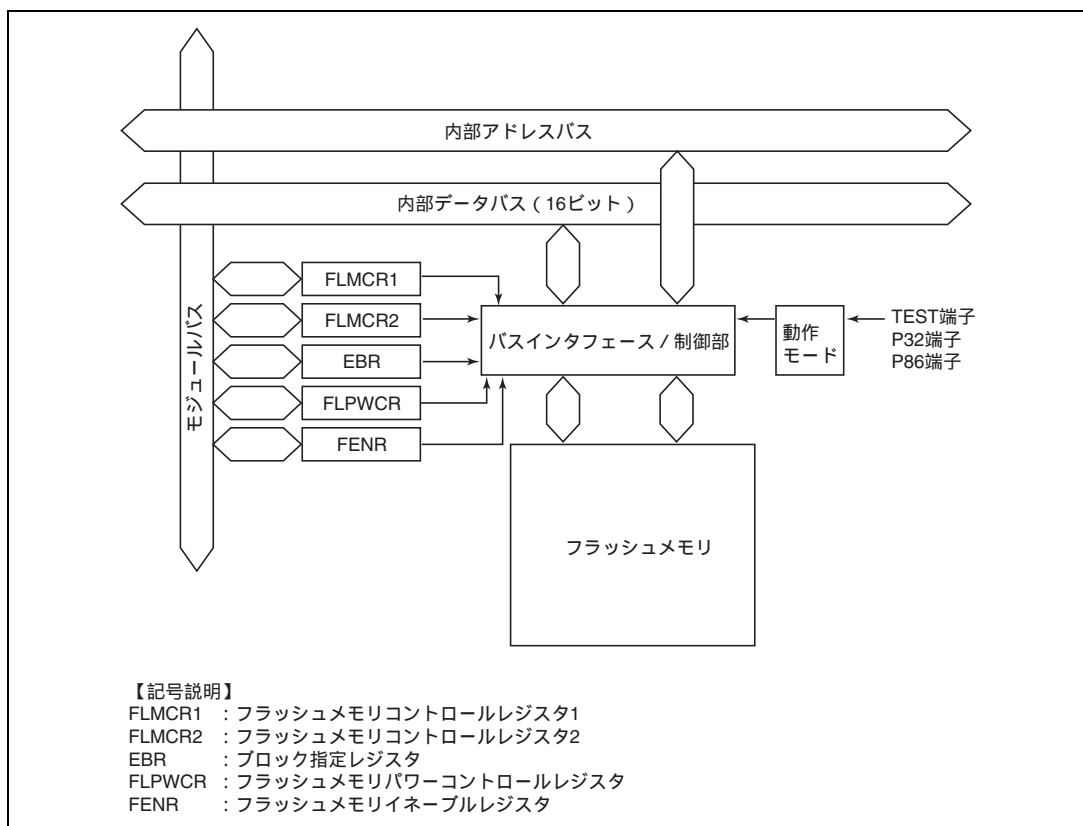 内部アドレスバス
内部データバス（16ビット）
モジュールバス
FLMCR1
FLMCR2
EBR
FLPWCR
FENR
バスインタフェース/制御部
動作
モード
TEST端子
P32端子
P86端子
フラッシュメモリ
【記号説明】
FLMCR1 ：フラッシュメモリコントロールレジスタ1
FLMCR2 ：フラッシュメモリコントロールレジスタ2
EBR ：ブロック指定レジスタ
FLPWCR ：フラッシュメモリパワーコントロールレジスタ
FENR ：フラッシュメモリイネーブルレジスタ